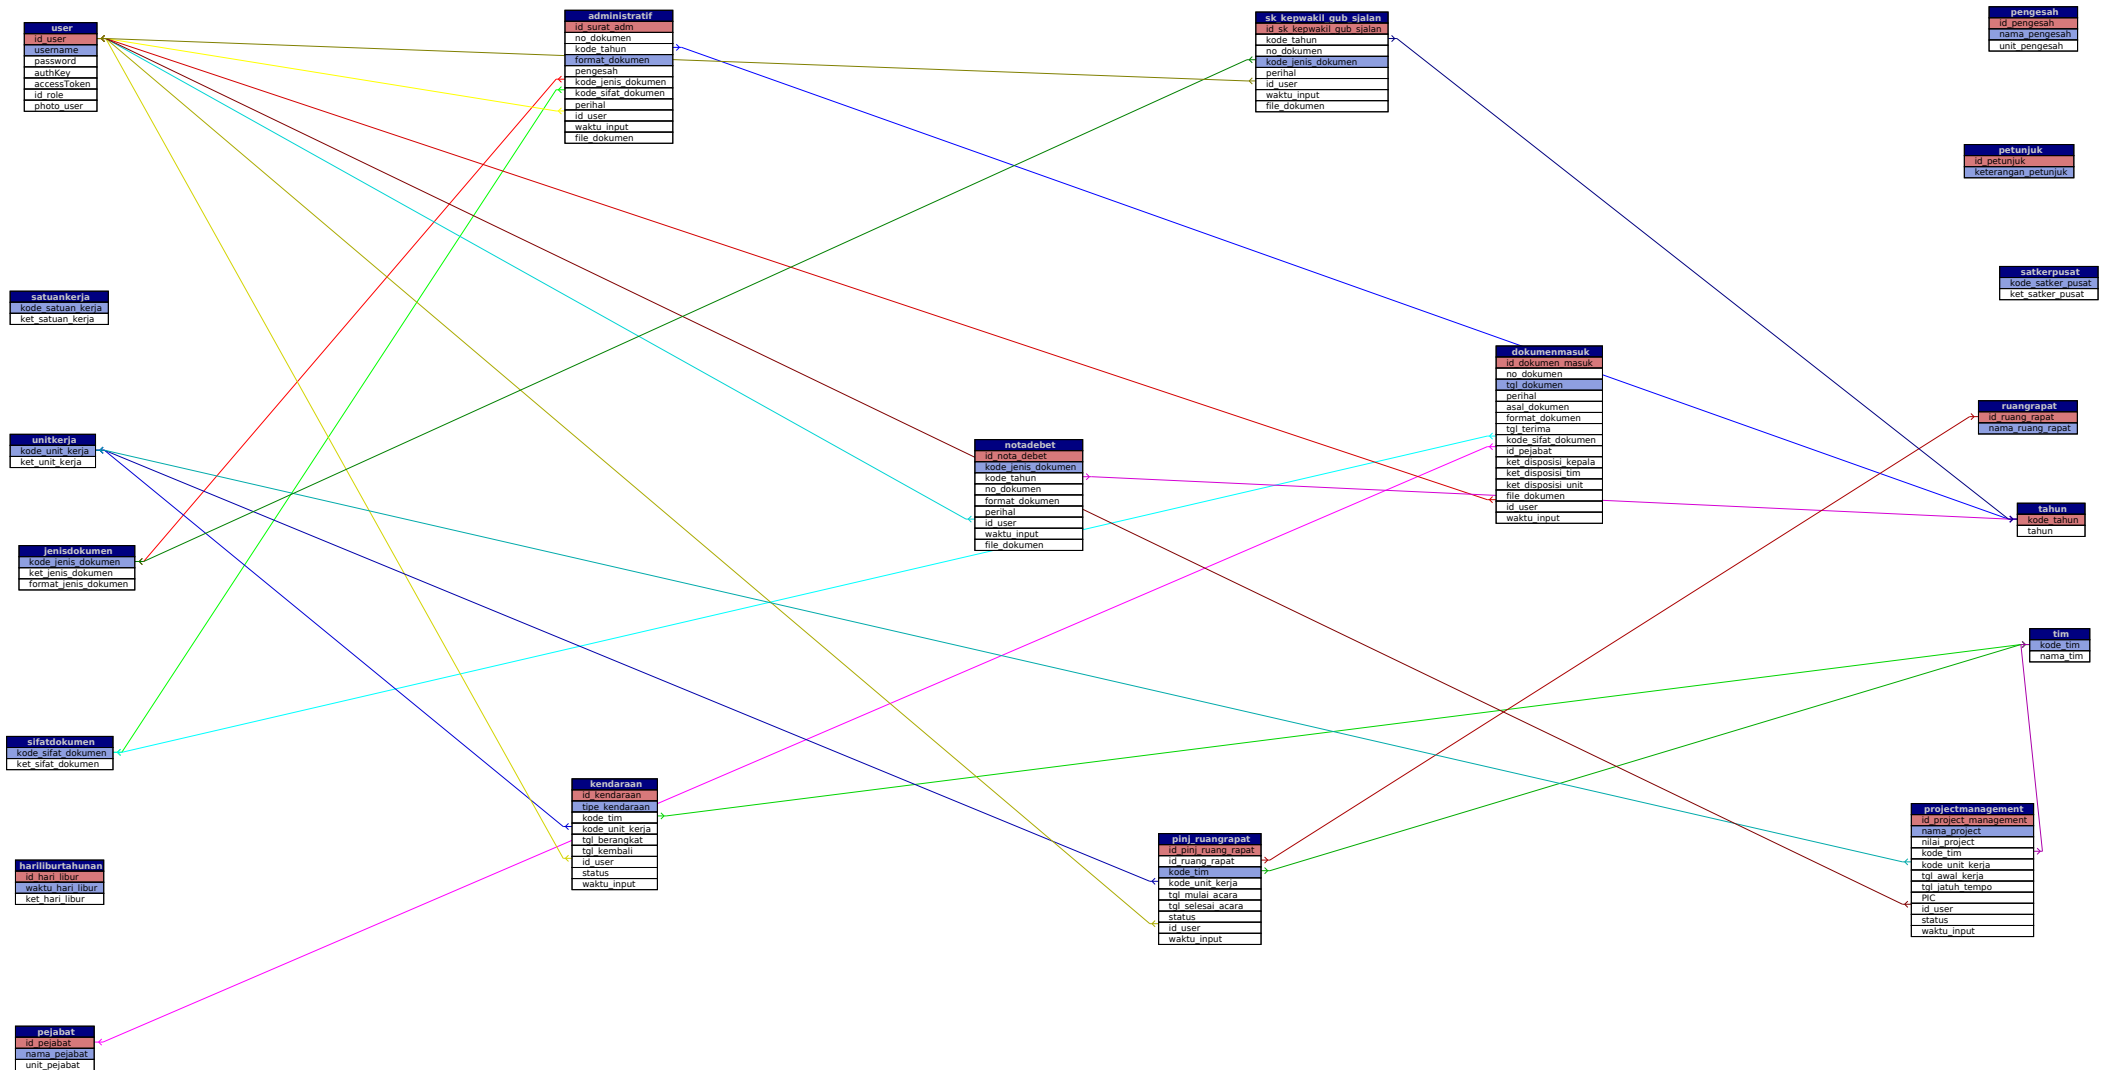 user
id_user
username
password
authKey
accessToken
id_role
photo_user
administratif
id_surat_adm
no_dokumen
kode_tahun
format_dokumen
pengesah
kode_jenis_dokumen
kode_sifat_dokumen
perihal
id_user
waktu_input
file_dokumen
sk_kepwakil_gub_sjalan
id_sk_kepwakil_gub_sjalan
kode_tahun
no_dokumen
kode_jenis_dokumen
perihal
id_user
waktu_input
file_dokumen
pengesah
id_pengesah
nama_pengesah
unit_pengesah
petunjuk
id_petunjuk
keterangan_petunjuk
satuankerja
kode_satuan_kerja
ket_satuan_kerja
satkerpusat
kode_satker_pusat
ket_satker_pusat
dokumenmasuk
id_dokumen_masuk
no_dokumen
tgl_dokumen
perihal
asal_dokumen
format_dokumen
tgl_terima
kode_sifat_dokumen
id_pejabat
ket_disposisi_kepala
ket_disposisi_tim
ket_disposisi_unit
file_dokumen
id_user
waktu_input
ruangrapat
id_ruang_rapat
nama_ruang_rapat
unitkerja
kode_unit_kerja
ket_unit_kerja
notadebet
id_nota_debet
kode_jenis_dokumen
kode_tahun
no_dokumen
format_dokumen
perihal
id_user
waktu_input
file_dokumen
tahun
kode_tahun
tahun
jenisdokumen
kode_jenis_dokumen
ket_jenis_dokumen
format_jenis_dokumen
tim
kode_tim
nama_tim
sifatdokumen
kode_sifat_dokumen
ket_sifat_dokumen
kendaraan
id_kendaraan
tipe_kendaraan
kode_tim
kode_unit_kerja
tgl_berangkat
tgl_kembali
id_user
status
waktu_input
pinj_ruangrapat
id_pinj_ruang_rapat
id_ruang_rapat
kode_tim
kode_unit_kerja
tgl_mulai_acara
tgl_selesai_acara
status
id_user
waktu_input
projectmanagement
id_project_management
nama_project
nilai_project
kode_tim
kode_unit_kerja
tgl_awal_kerja
tgl_jatuh_tempo
PIC
id_user
status
waktu_input
hariliburtahunan
id_hari_libur
waktu_hari_libur
ket_hari_libur
pejabat
id_pejabat
nama_pejabat
unit_pejabat